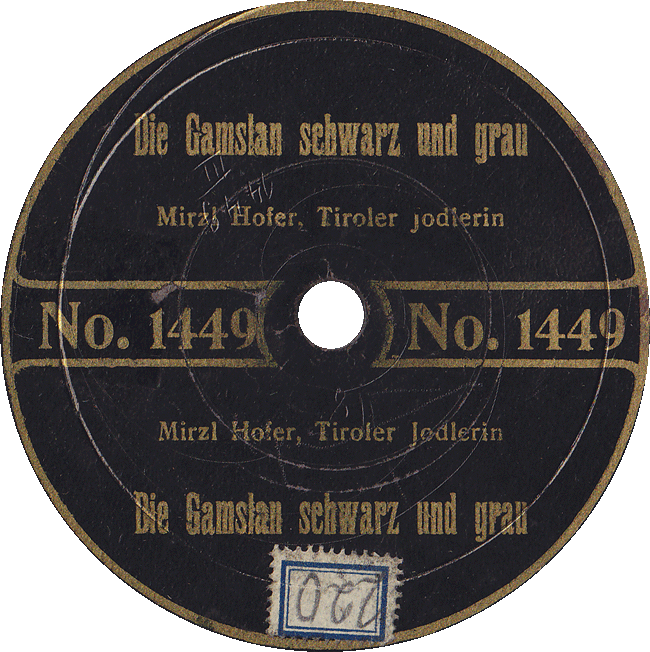 Die Gamslan schwarz und grau
Mirzl Hofer, Tiroler Jodlerin
No. 1449 No. 1449
Mirzl Hofer, Tiroler Jodlerin
Die Gamslan schwarz und grau
220